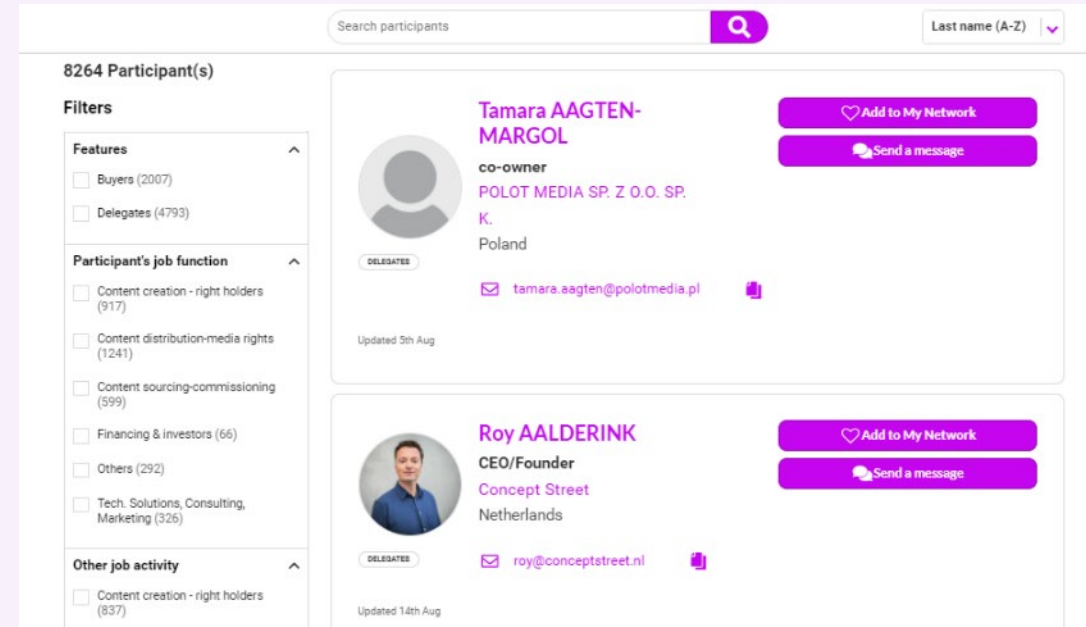 Search participants
Last name (A-Z)
8264 Participant(s)
Filters
Features
Buyers (2007)
Delegates (4793)
Participant's job function
Content creation - right holders
(917)
Content distribution-media rights
(1241)
Content sourcing-commissioning
(599)
Financing & investors (66)
Others (292)
Tech. Solutions, Consulting,
Marketing (326)
Other job activity
Content creation - right holders
(837)
Tamara AAGTEN-
MARGOL
co-owner
POLOT MEDIA SP. Z O.O. SP.
K.
Poland
DELEGATES
tamara.aagten@polotmedia.pl
Updated 5th Aug
Add to My Network
Send a message
Roy AALDERINK
CEO/Founder
Concept Street
Netherlands
DELEGATES
roy@conceptstreet.nl
Updated 14th Aug
Add to My Network
Send a message